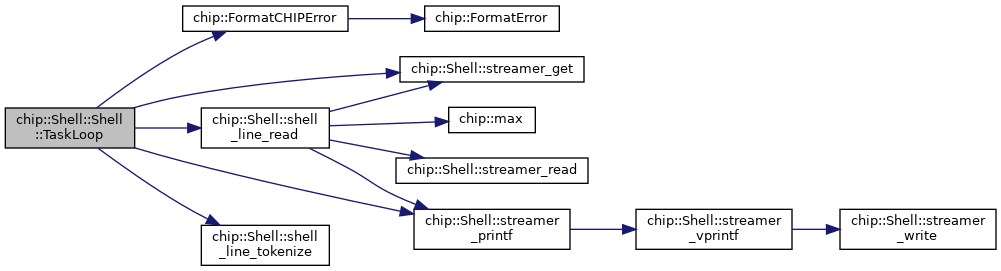 chip::FormatCHIPError
chip::FormatError
chip::Shell::streamer_get
chip::Shell::Shell
::TaskLoop
chip::Shell::shell
_line_read
chip::max
chip::Shell::streamer_read
chip::Shell::streamer
_printf
chip::Shell::streamer
_vprintf
chip::Shell::streamer
_write
chip::Shell::shell
_line_tokenize